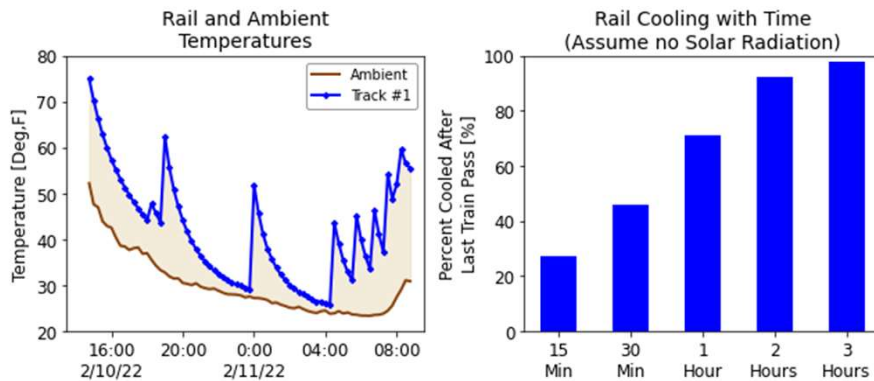 Rail and Ambient
Temperatures
Temperature [Deg,F]
80
70
60
50
40
30
20
Ambient
Track #1
16:00 20:00 0:00 04:00 08:00
2/10/22 2/11/22
Rail Cooling with Time
(Assume no Solar Radiation)
Percent Cooled After
Last Train Pass [%]
100
80
60
40
20
0
15 30 1 2 3
Min Min Hour Hours Hours